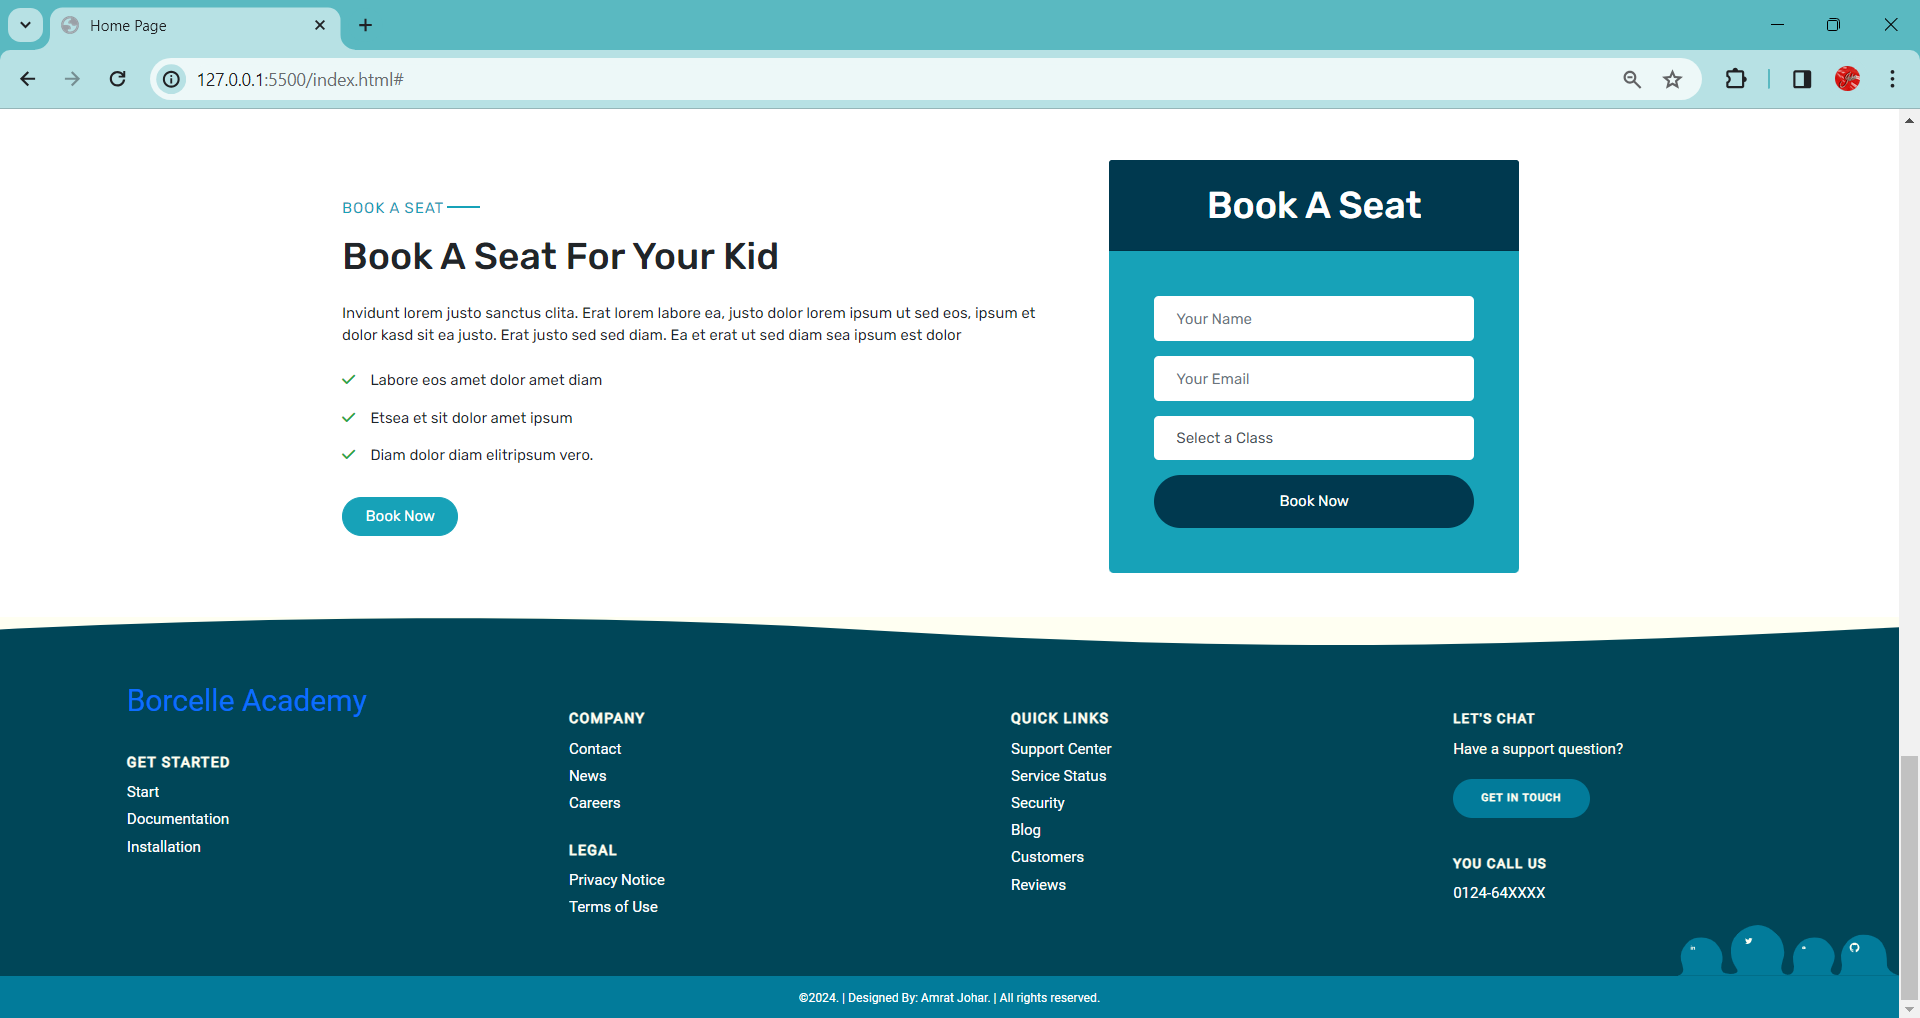 Home Page
127.0.0.1:5500/index.html#
BOOK A SEAT
Book A Seat For Your Kid
Invidunt lorem justo sanctus clita. Erat lorem labore ea, justo dolor lorem ipsum ut sed eos, ipsum et
dolor kasd sit ea justo. Erat justo sed sed diam. Ea et erat ut sed diam sea ipsum est dolor
Labore eos amet dolor amet diam
Etsea et sit dolor amet ipsum
Diam dolor diam elitripsum vero.
Book Now
Book A Seat
Your Name
Your Email
Select a Class
Book Now
Borcelle Academy
GET STARTED
Start
Documentation
Installation
COMPANY
Contact
News
Careers
LEGAL
Privacy Notice
Terms of Use
QUICK LINKS
Support Center
Service Status
Security
Blog
Customers
Reviews
LET'S CHAT
Have a support question?
GET IN TOUCH
YOU CALL US
0124-64XXXX
in
©2024. | Designed By: Amrat Johar. | All rights reserved.